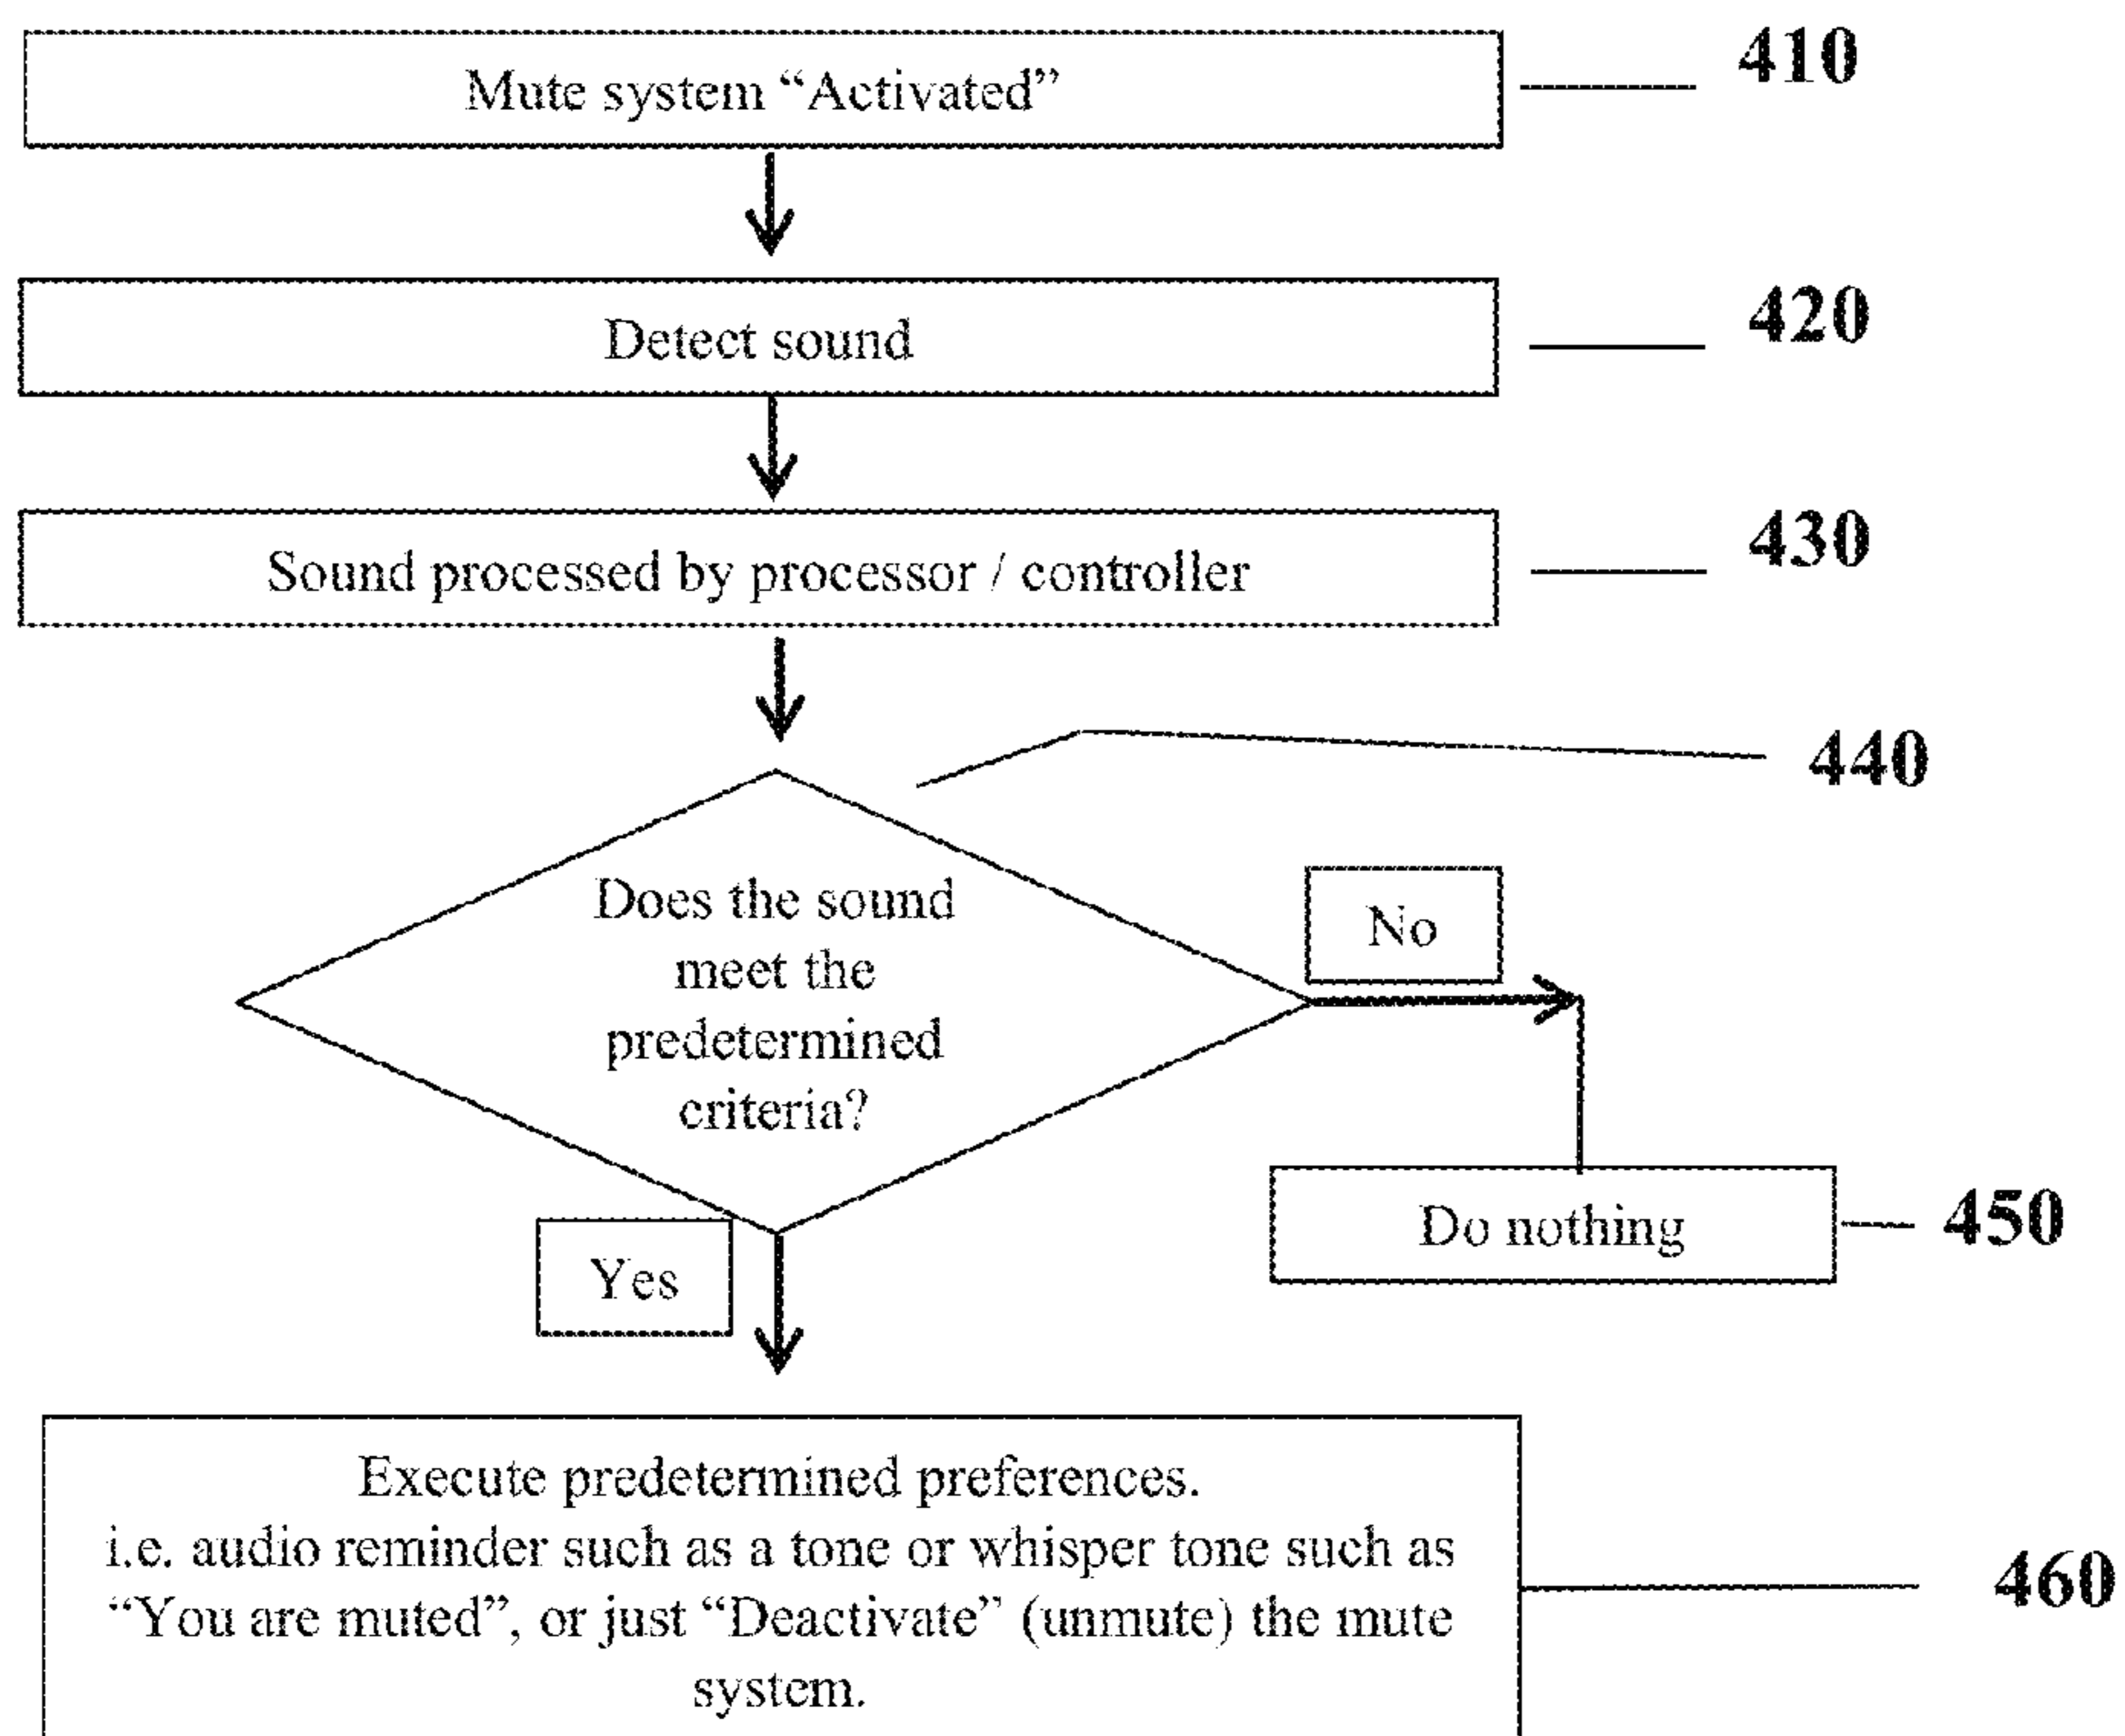 Mute system “Activated”
410
Detect sound
420
Sound processed by processor / controller
430
440
Does the sound
meet the
predetermined
criteria?
No
Do nothing
450
Yes
Execute predetermined preferences.
i.e. audio reminder such as a tone or whisper tone such as
“You are muted”, or just “Deactivate” (unmute) the mute
system.
460